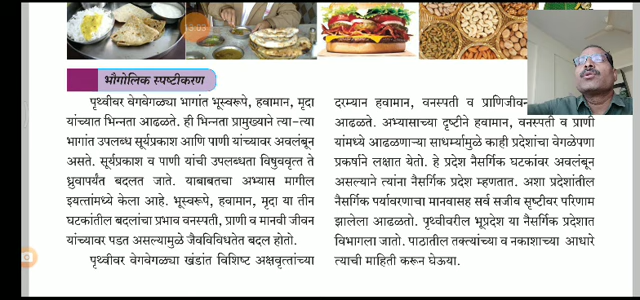 03:03
भौगोलिक स्पष्टीकरण
पृथ्वीवर वेगवेगळ्या भागांत भूस्वरूपे, हवामान, मृदा
यांच्यात भिन्नता आढळते. ही भिन्नता प्रामुख्याने त्या–त्या
भागांत उपलब्ध सूर्यप्रकाश आणि पाणी यांच्यावर अवलंबून
असते. सूर्यप्रकाश व पाणी यांची उपलब्धता विषुववृत्त ते
ध्रुवापर्यंत बदलत जाते. याबाबतचा अभ्यास मागील
इयत्तांमध्ये केला आहे. भूस्वरूपे, हवामान, मृदा या तीन
घटकांतील बदलांचा प्रभाव वनस्पती, प्राणी व मानवी जीवन
यांच्यावर पडत असल्यामुळे जैवविविधतेत बदल होतो.
पृथ्वीवर वेगवेगळ्या खंडांत विशिष्ट अक्षवृत्तांच्या
दरम्यान हवामान, वनस्पती व प्राणिजीवन
आढळते. अभ्यासाच्या दृष्टीने हवामान, वनस्पती व प्राणी
यांमध्ये आढळणाऱ्या साधर्म्यामुळे काही प्रदेशांचा वेगळेपणा
प्रकर्षाने लक्षात येतो. हे प्रदेश नैसर्गिक घटकांवर अवलंबून
असल्याने त्यांना नैसर्गिक प्रदेश म्हणतात. अशा प्रदेशांतील
नैसर्गिक पर्यावरणाचा मानवासह सर्व सजीव सृष्टीवर परिणाम
झालेला आढळतो. पृथ्वीवरील भूप्रदेश या नैसर्गिक प्रदेशात
विभागला जातो. पाठातील तक्त्यांच्या व नकाशाच्या आधारे
त्याची माहिती करून घेऊया.